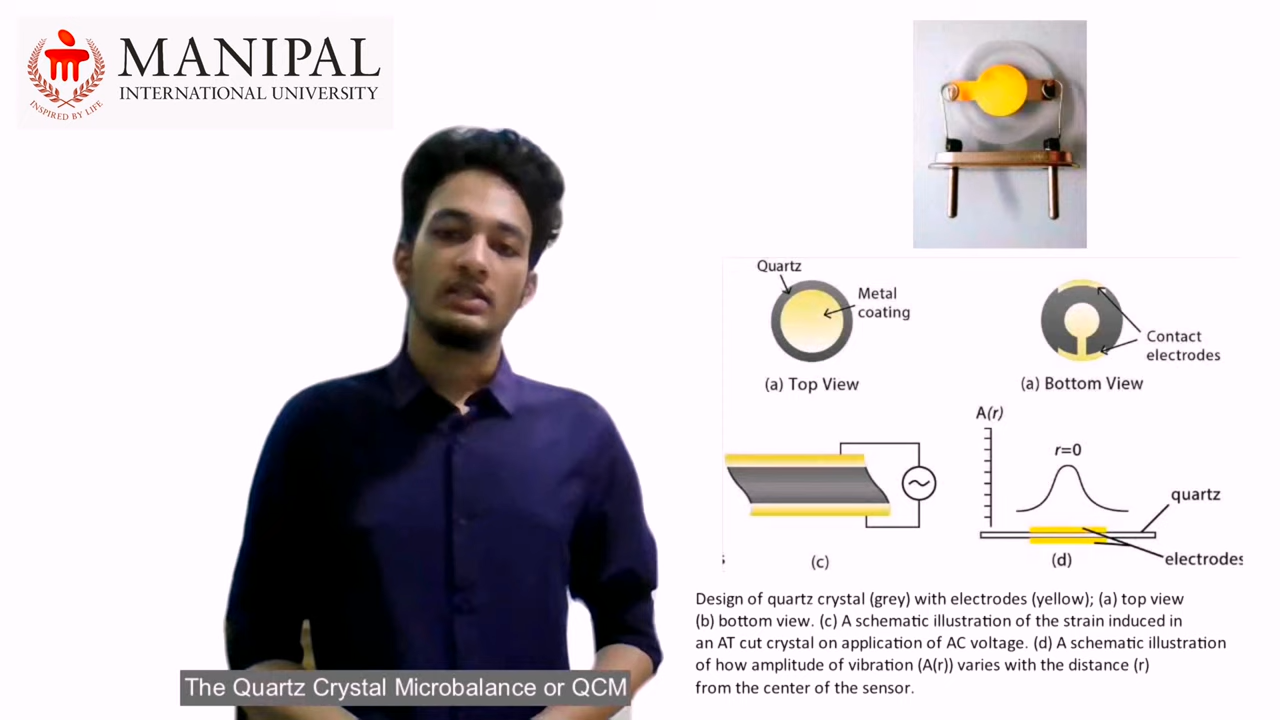 MANIPAL
INTERNATIONAL UNIVERSITY
INSPIRED BY LIFE
Quartz
Metal
coating
(a) Top View
Contact
electrodes
(a) Bottom View
A(r)
r=0
quartz
electrodes
(c)
(d)
Design of quartz crystal (grey) with electrodes (yellow); (a) top view
(b) bottom view. (c) A schematic illustration of the strain induced in
an AT cut crystal on application of AC voltage. (d) A schematic illustration
of how amplitude of vibration (A(r)) varies with the distance (r)
from the center of the sensor.
The Quartz Crystal Microbalance or QCM